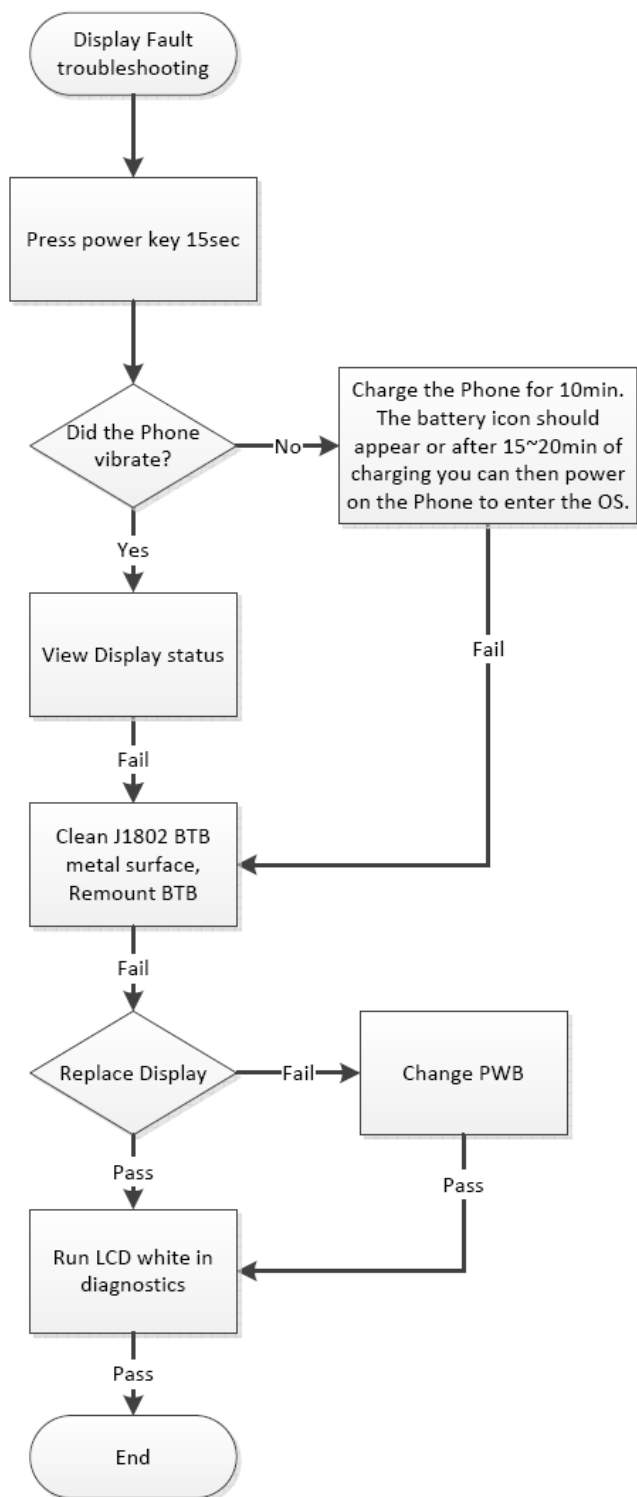 Display Fault
troubleshooting
Press power key 15sec
Did the Phone
vibrate?
No
Charge the Phone for 10min.
The battery icon should
appear or after 15~20min of
charging you can then power
on the Phone to enter the OS.
Yes
View Display status
Fail
Fail
Clean J1802 BTB
metal surface,
Remount BTB
Fail
Replace Display
Fail
Change PWB
Pass
Pass
Run LCD white in
diagnostics
Pass
End